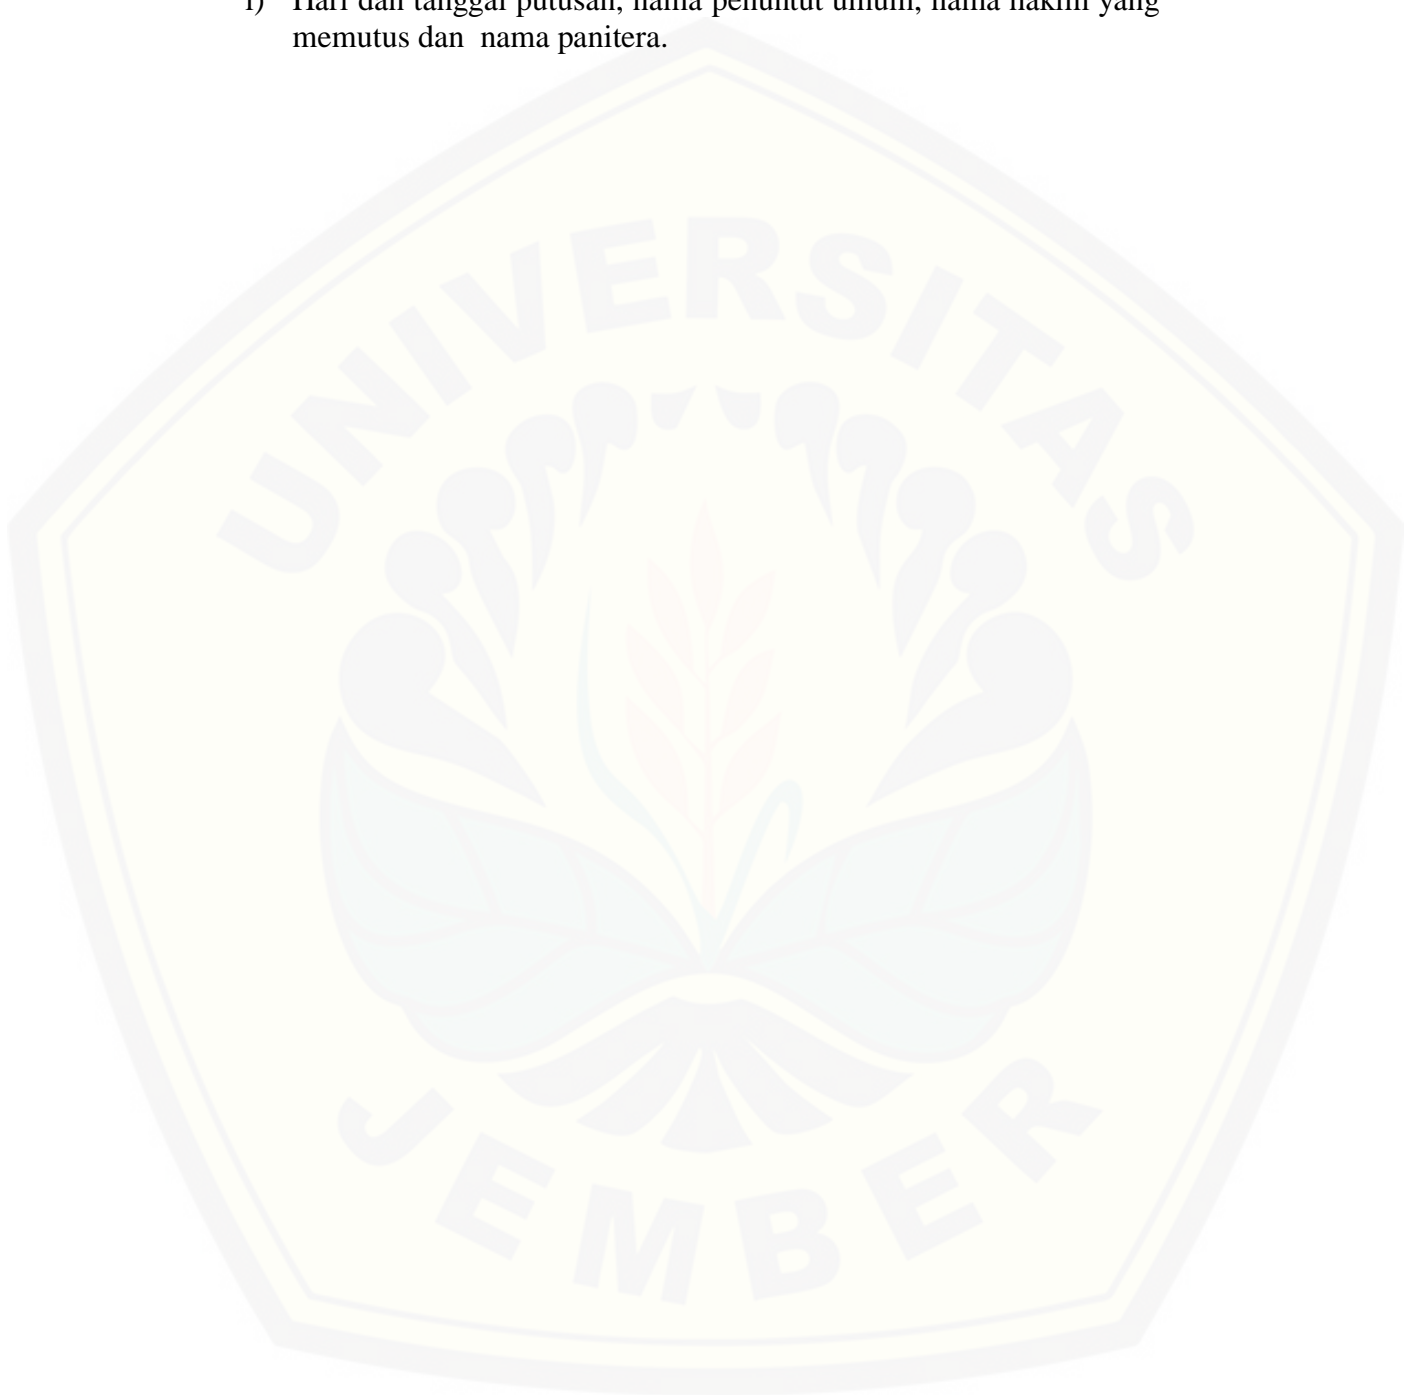 Hari dan tanggal putusan, nama penuntut umum, nama hakim yang
memutus dan nama panitera.
UNIVERSITAS
JEMBER